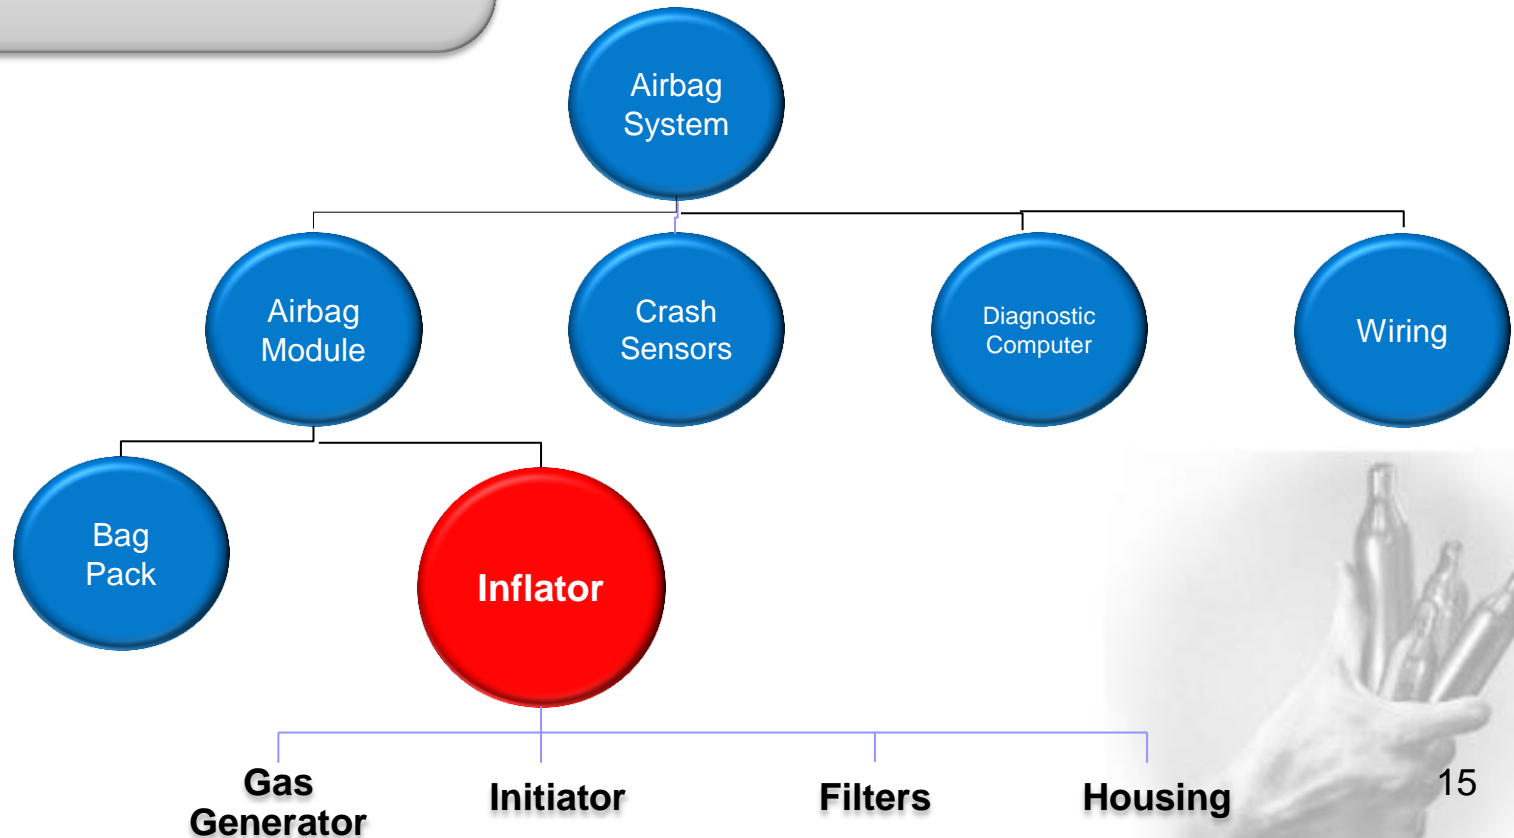 Airbag
System
Airbag
Module
Crash
Sensors
Diagnostic
Computer
Wiring
Bag
Pack
Inflator
Gas
Generator
Initiator
Filters
Housing
15